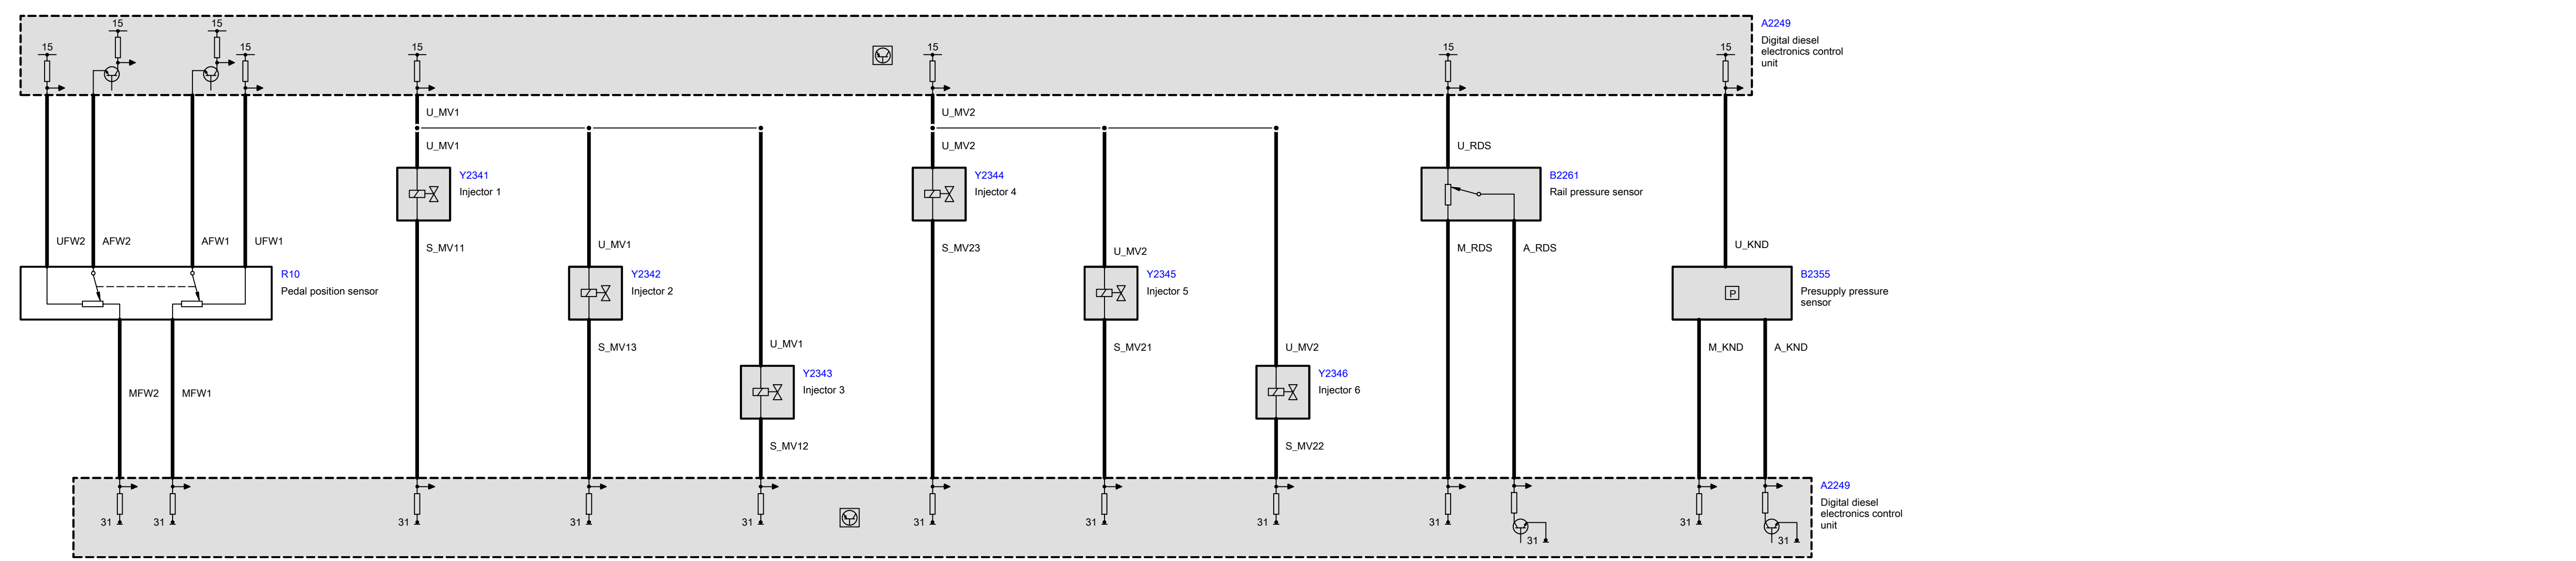 15
15
A2249
15
15
15
15
15
15
Digital diesel
electronics control
unit
U_MV1
U_MV2
U_MV1
U_MV2
U_RDS
Y2341
Injector 1
Y2344
Injector 4
B2261
Rail pressure sensor
UFW2
AFW2
AFW1
UFW1
S_MV11
U_MV1
S_MV23
U_MV2
M_RDS
A_RDS
U_KND
R10
Pedal position sensor
Y2342
Injector 2
Y2345
Injector 5
B2355
Presupply pressure
sensor
P
S_MV13
U_MV1
S_MV21
U_MV2
M_KND
A_KND
Y2343
Injector 3
Y2346
Injector 6
MFW2
MFW1
S_MV12
S_MV22
A2249
Digital diesel
electronics control
unit
31
31
31
31
31
31
31
31
31
31
31
31